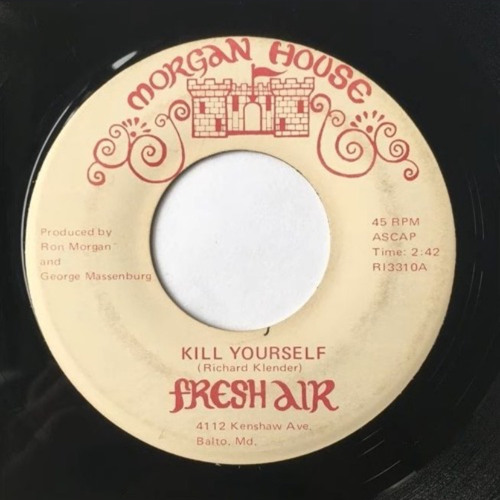 MORGAN HOUSE
Produced by
Ron Morgan
and
George Massenburg
45 RPM
ASCAP
Time: 2:42
RI3310A
KILL YOURSELF
(Richard Klender)
FRESH AIR
4112 Kenshaw Ave.
Balto. Md.